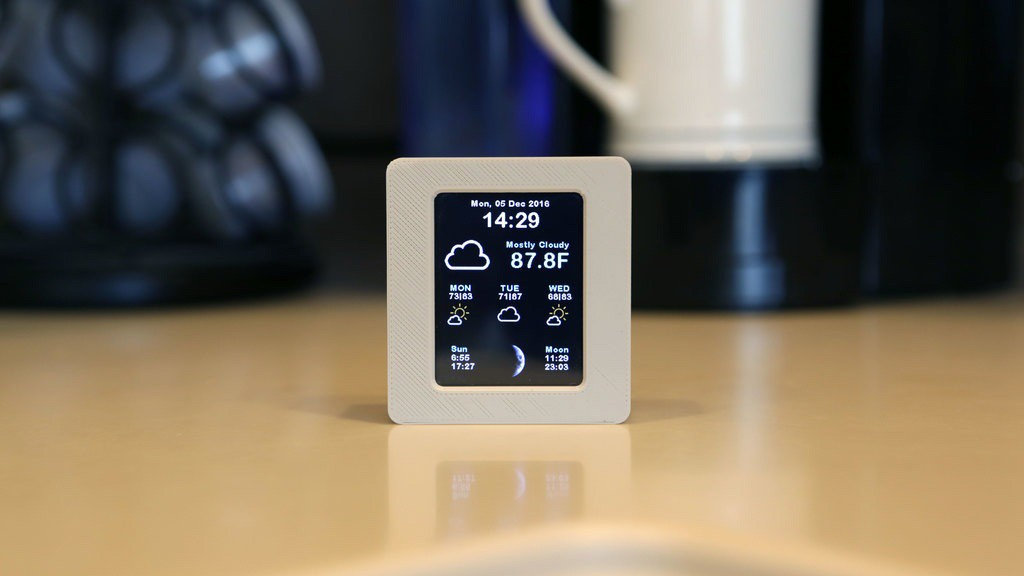 Mon, 05 Dec 2016
14:29
Mostly Cloudy
87.8F
MON TUE WED
73|83 71|87 68|83
Sun Moon
6:55 11:29
17:27 23:03